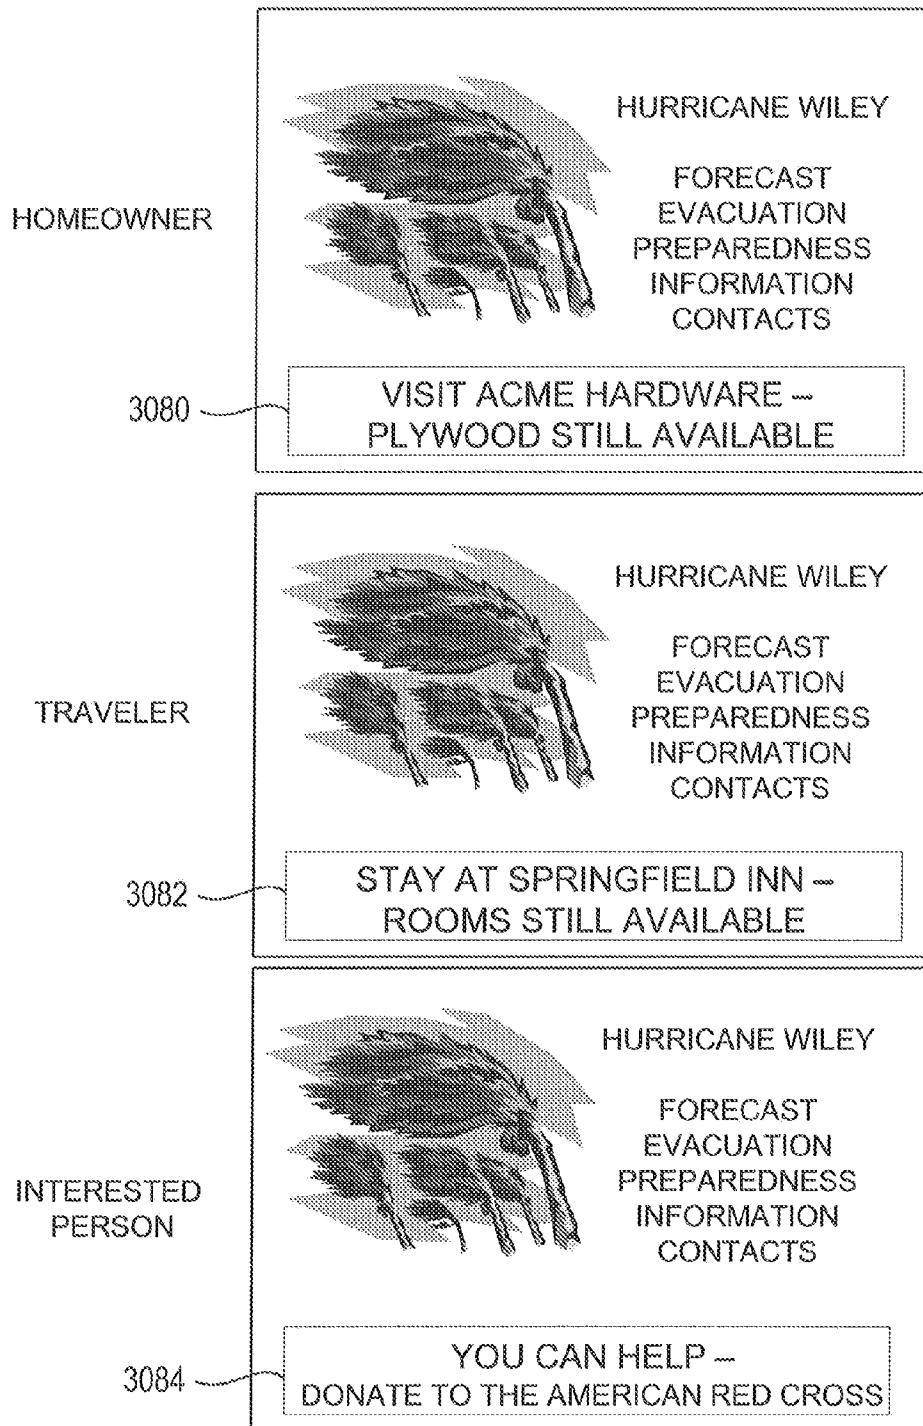 HOMEOWNER
HURRICANE WILEY
FORECAST
EVACUATION
PREPAREDNESS
INFORMATION
CONTACTS
3080
VISIT ACME HARDWARE –
PLYWOOD STILL AVAILABLE
TRAVELER
HURRICANE WILEY
FORECAST
EVACUATION
PREPAREDNESS
INFORMATION
CONTACTS
3082
STAY AT SPRINGFIELD INN –
ROOMS STILL AVAILABLE
INTERESTED
PERSON
HURRICANE WILEY
FORECAST
EVACUATION
PREPAREDNESS
INFORMATION
CONTACTS
3084
YOU CAN HELP –
DONATE TO THE AMERICAN RED CROSS